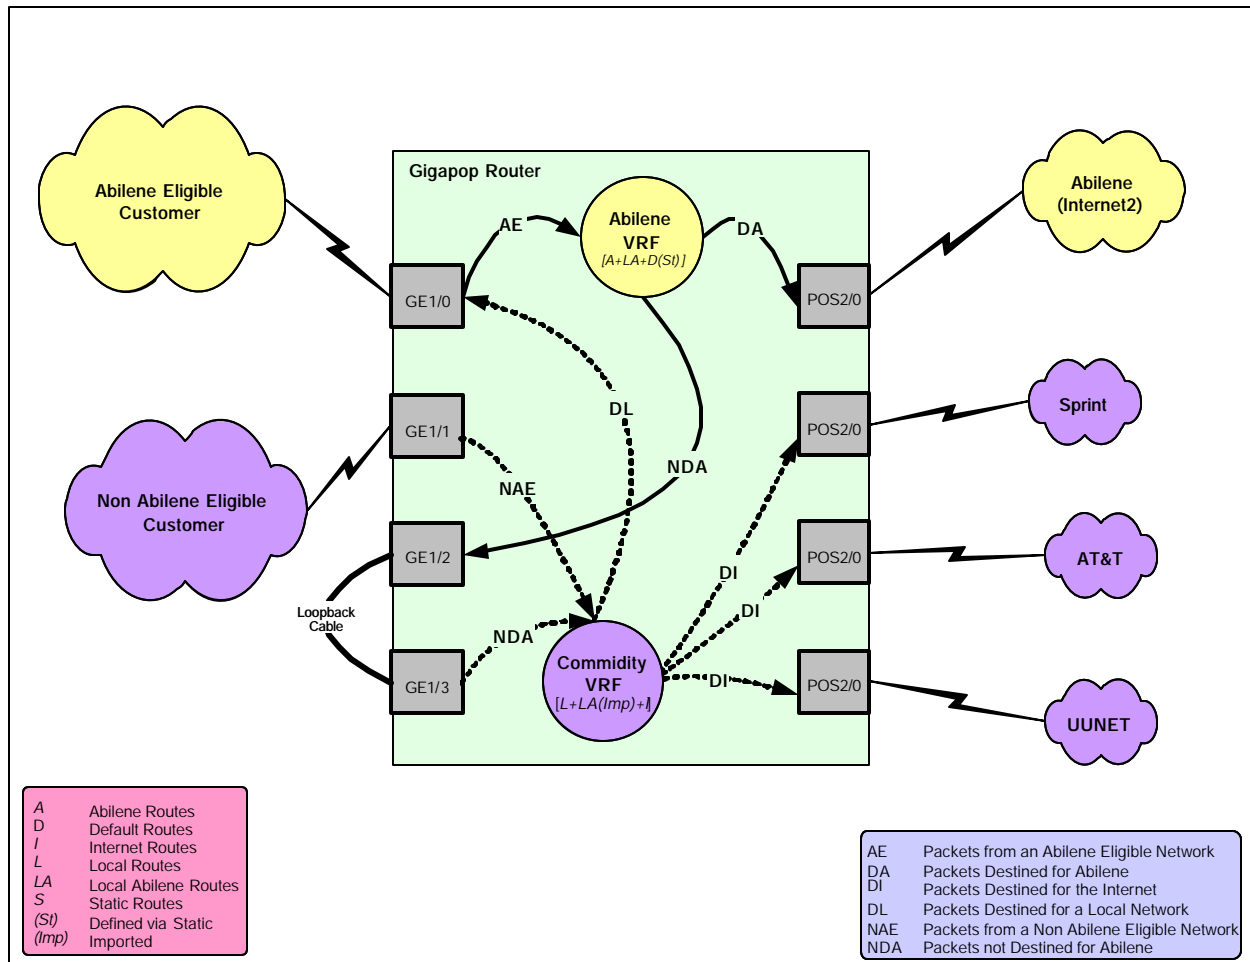 Gigapop Router
Abilene Eligible
Customer
Abilene
(Internet2)
AE
Abilene
VRF
[A+LA+D(St)]
DA
GE1/0
POS2/0
Sprint
DL
GE1/1
POS2/0
NDA
NAE
Non Abilene Eligible
Customer
GE1/2
POS2/0
AT&T
DI
DI
Loopback
Cable
NDA
Commidity
VRF
[L+LA(Imp)+I]
DI
GE1/3
POS2/0
UUNET
A Abilene Routes
D Default Routes
I Internet Routes
L Local Routes
LA Local Abilene Routes
S Static Routes
(St) Defined via Static
(Imp) Imported
AE Packets from an Abilene Eligible Network
DA Packets Destined for Abilene
DI Packets Destined for the Internet
DL Packets Destined for a Local Network
NAE Packets from a Non Abilene Eligible Network
NDA Packets not Destined for Abilene